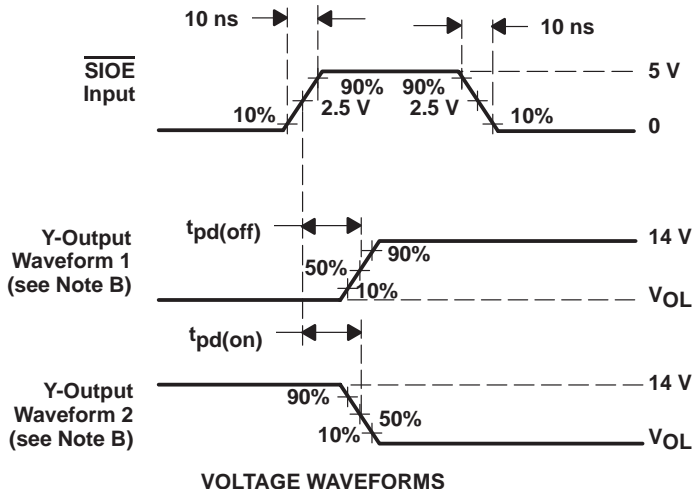 10 ns
10 ns
SIOE
Input
5 V
90%
90%
2.5 V
2.5 V
10%
10%
0
tpd(off)
Y-Output
Waveform 1
(see Note B)
14 V
90%
50%
10%
VOL
tpd(on)
Y-Output
Waveform 2
(see Note B)
14 V
90%
50%
10%
VOL
VOLTAGE WAVEFORMS